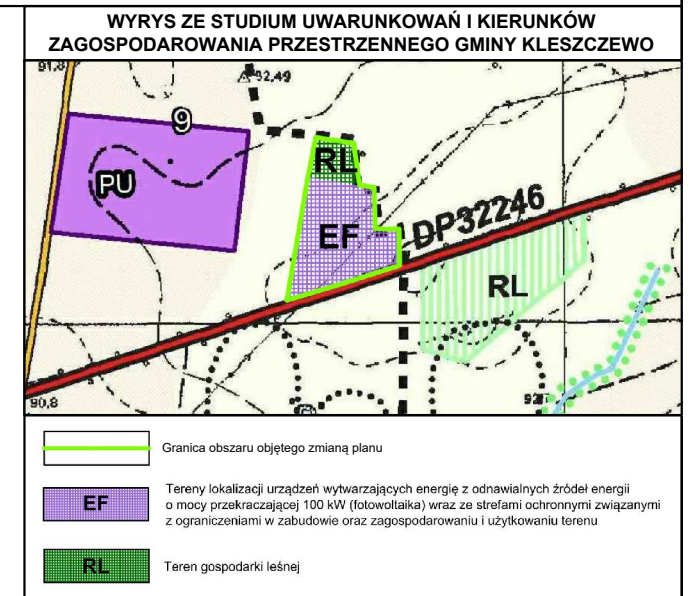 WYRYS ZE STUDIUM UWARUNKOWAŃ I KIERUNKÓW
ZAGOSPODAROWANIA PRZESTRZENNEGO GMINY KLESZCZEWO
91,8
92,49
9
PU
RL
EF
DP32246
RL
90,8
Granica obszaru objętego zmianą planu
EF
Tereny lokalizacji urządzeń wytwarzających energię z odnawialnych źródeł energii
o mocy przekraczającej 100 kW (fotowoltaika) wraz ze strefami ochronnymi związanymi
z ograniczeniami w zabudowie oraz zagospodarowaniu i użytkowaniu terenu
RL
Teren gospodarki leśnej